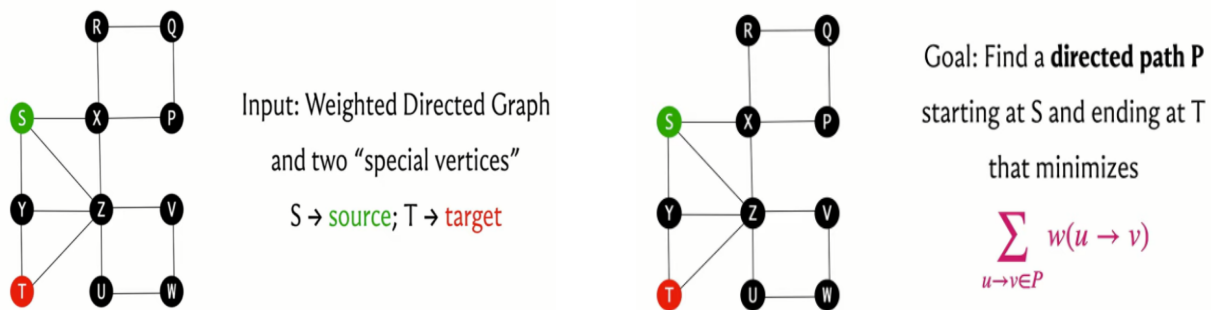 R Q
S X P
Y Z V
T U W
Input: Weighted Directed Graph
and two “special vertices”
S → source; T → target
R Q
S X P
Y Z V
T U W
Goal: Find a directed path P
starting at S and ending at T
that minimizes
∑ w(u → v)
u→v∈P